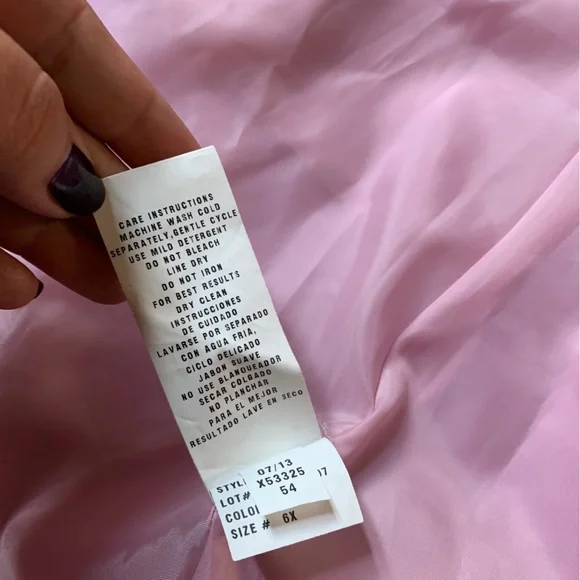 CARE INSTRUCTIONS
MACHINE WASH COLD
SEPARATELY,GENTLE CYCLE
USE MILD DETERGENT
DO NOT BLEACH
LINE DRY
DO NOT IRON
FOR BEST RESULTS
DRY CLEAN
INSTRUCCIONES
DE CUIDADO
LAVARSE POR SEPARADO
CON AGUA FRIA,
CICLO DELICADO
JABON SUAVE
NO USE BLANQUEADOR
SECAR COLGADO
NO PLANCHAR
PARA EL MEJOR
RESULTADO LAVE EN SECO
07/13
STYL X53325 17
LOT# 54
COLO
SIZE # 6X